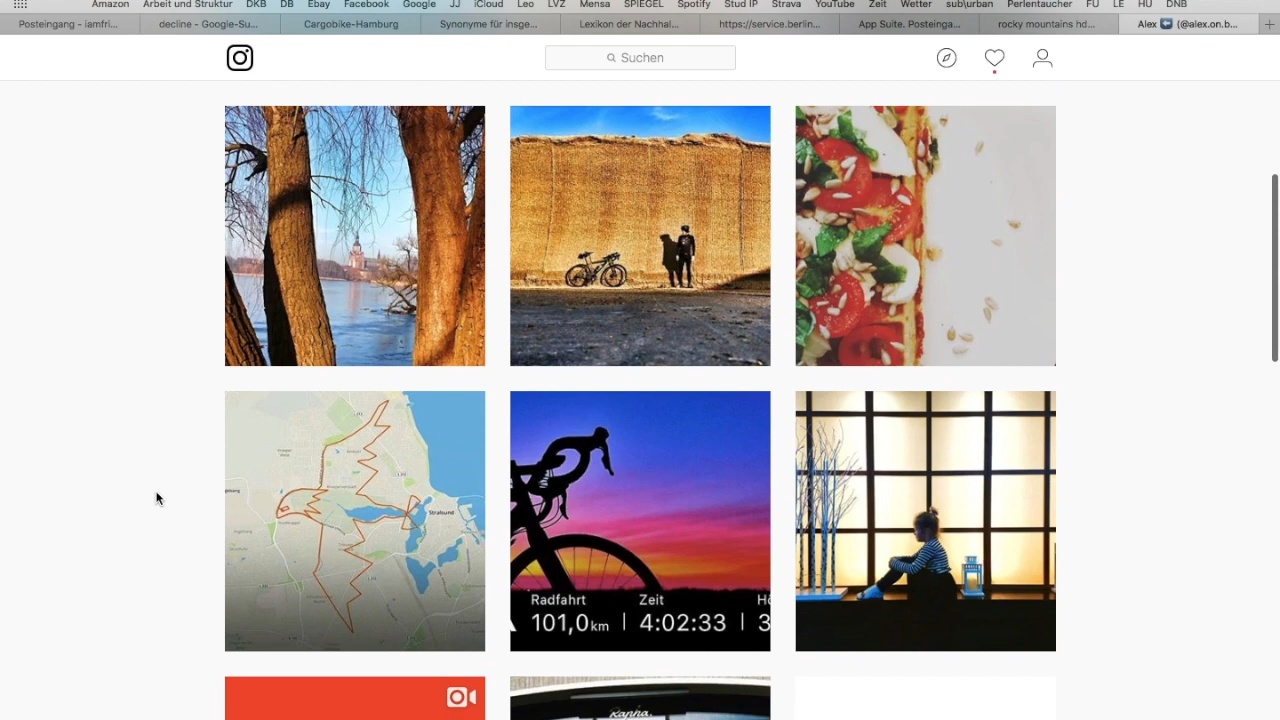 Amazon Arbeit und Struktur DKB DB Ebay Facebook Google JJ iCloud Leo LVZ Mensa SPIEGEL Spotify Stud IP Strava YouTube Zeit Wetter sub\urban Perlentaucher FU LE HU DNB
Posteingang - iamfri... decline - Google-Su... Cargobike-Hamburg Synonyme für insge... Lexikon der Nachhal... https://service.berlin... App Suite. Posteinga... rocky mountains hd... Alex ⬅️ (@alex.on.b...
Suchen
Stralsund
Radfahrt Zeit Hö
101,0km 4:02:33 3
Rapha.